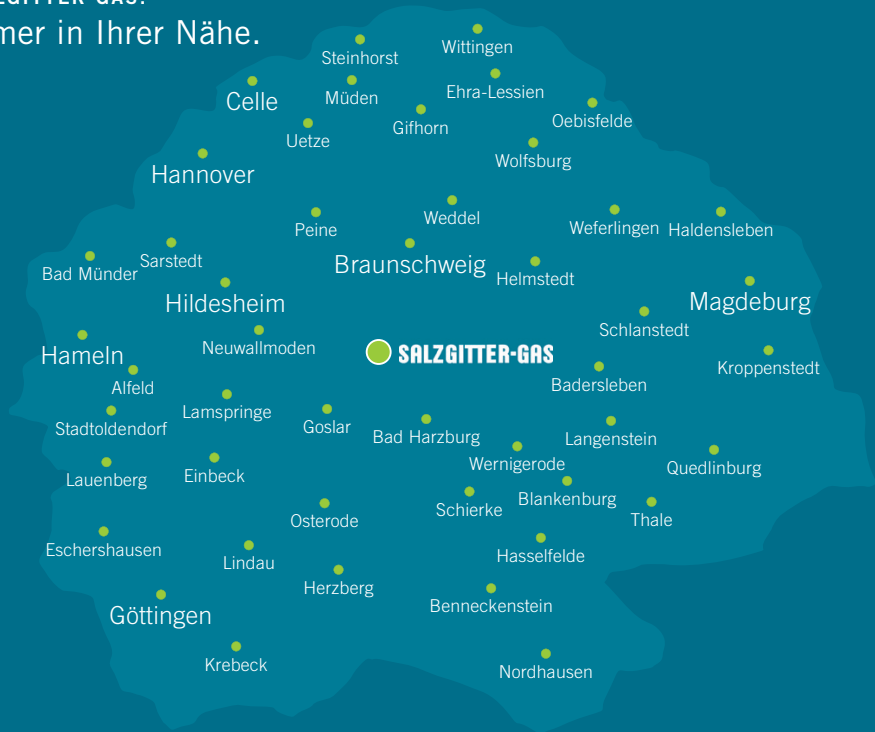 GITTER-GAS.
mer in Ihrer Nähe.
Wittingen
Steinhorst
Ehra-Lessien
Müden
Celle
Oebisfelde
Gifhorn
Uetze
Wolfsburg
Hannover
Weddel
Peine
Weferlingen
Haldensleben
Sarstedt
Bad Münder
Braunschweig
Helmstedt
Hildesheim
Magdeburg
Schlanstedt
Neuwallmoden
Hameln
SALZGITTER-GAS
Kroppenstedt
Alfeld
Badersleben
Lamspringe
Stadtoldendorf
Goslar
Bad Harzburg
Langenstein
Wernigerode
Quedlinburg
Lauenberg
Einbeck
Blankenburg
Schierke
Thale
Osterode
Eschershausen
Lindau
Hasselfelde
Herzberg
Benneckenstein
Göttingen
Krebeck
Nordhausen